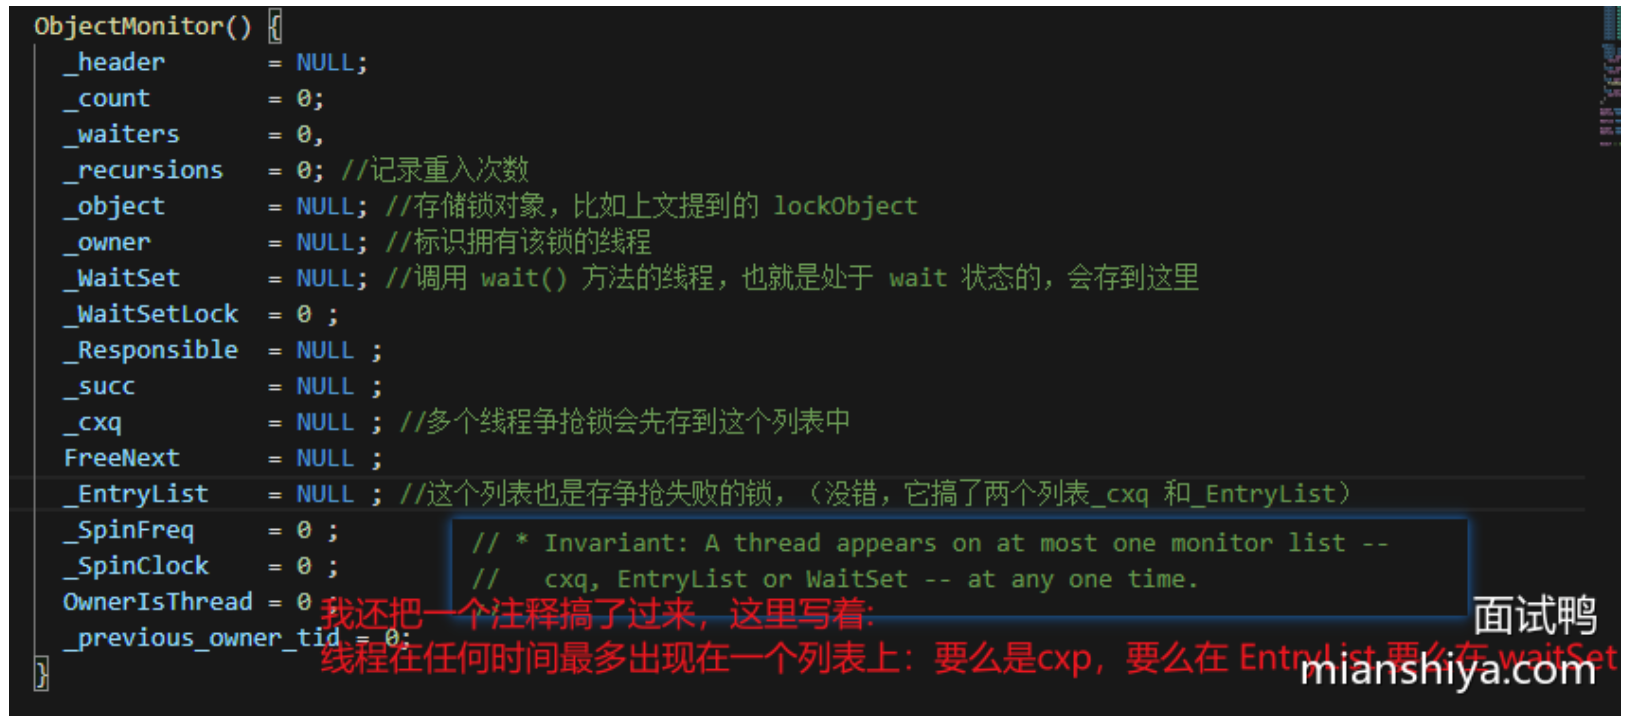 ObjectMonitor() {
_header = NULL;
_count = 0;
_waiters = 0,
_recursions = 0; //记录重入次数
_object = NULL; //存储锁对象，比如上文提到的 lockObject
_owner = NULL; //标识拥有该锁的线程
_WaitSet = NULL; //调用 wait() 方法的线程，也就是处于 wait 状态的，会存到这里
_WaitSetLock = 0 ;
_Responsible = NULL ;
_succ = NULL ;
_cxq = NULL ; //多个线程争抢锁会先存到这个列表中
FreeNext = NULL ;
_EntryList = NULL ; //这个列表也是存争抢失败的锁，（没错，它搞了两个列表_cxq 和_EntryList）
_SpinFreq = 0 ;
// * Invariant: A thread appears on at most one monitor list --
_SpinClock = 0 ;
// cxq, EntryList or WaitSet -- at any one time.
OwnerIsThread = 0 ;
我还把一个注释搞了过来，这里写着:
_previous_owner_tid = 0;
线程在任何时间最多出现在一个列表上：要么是cxp，要么在 EntryList 要么在 waitSet
}
面试鸭
mianshiya.com